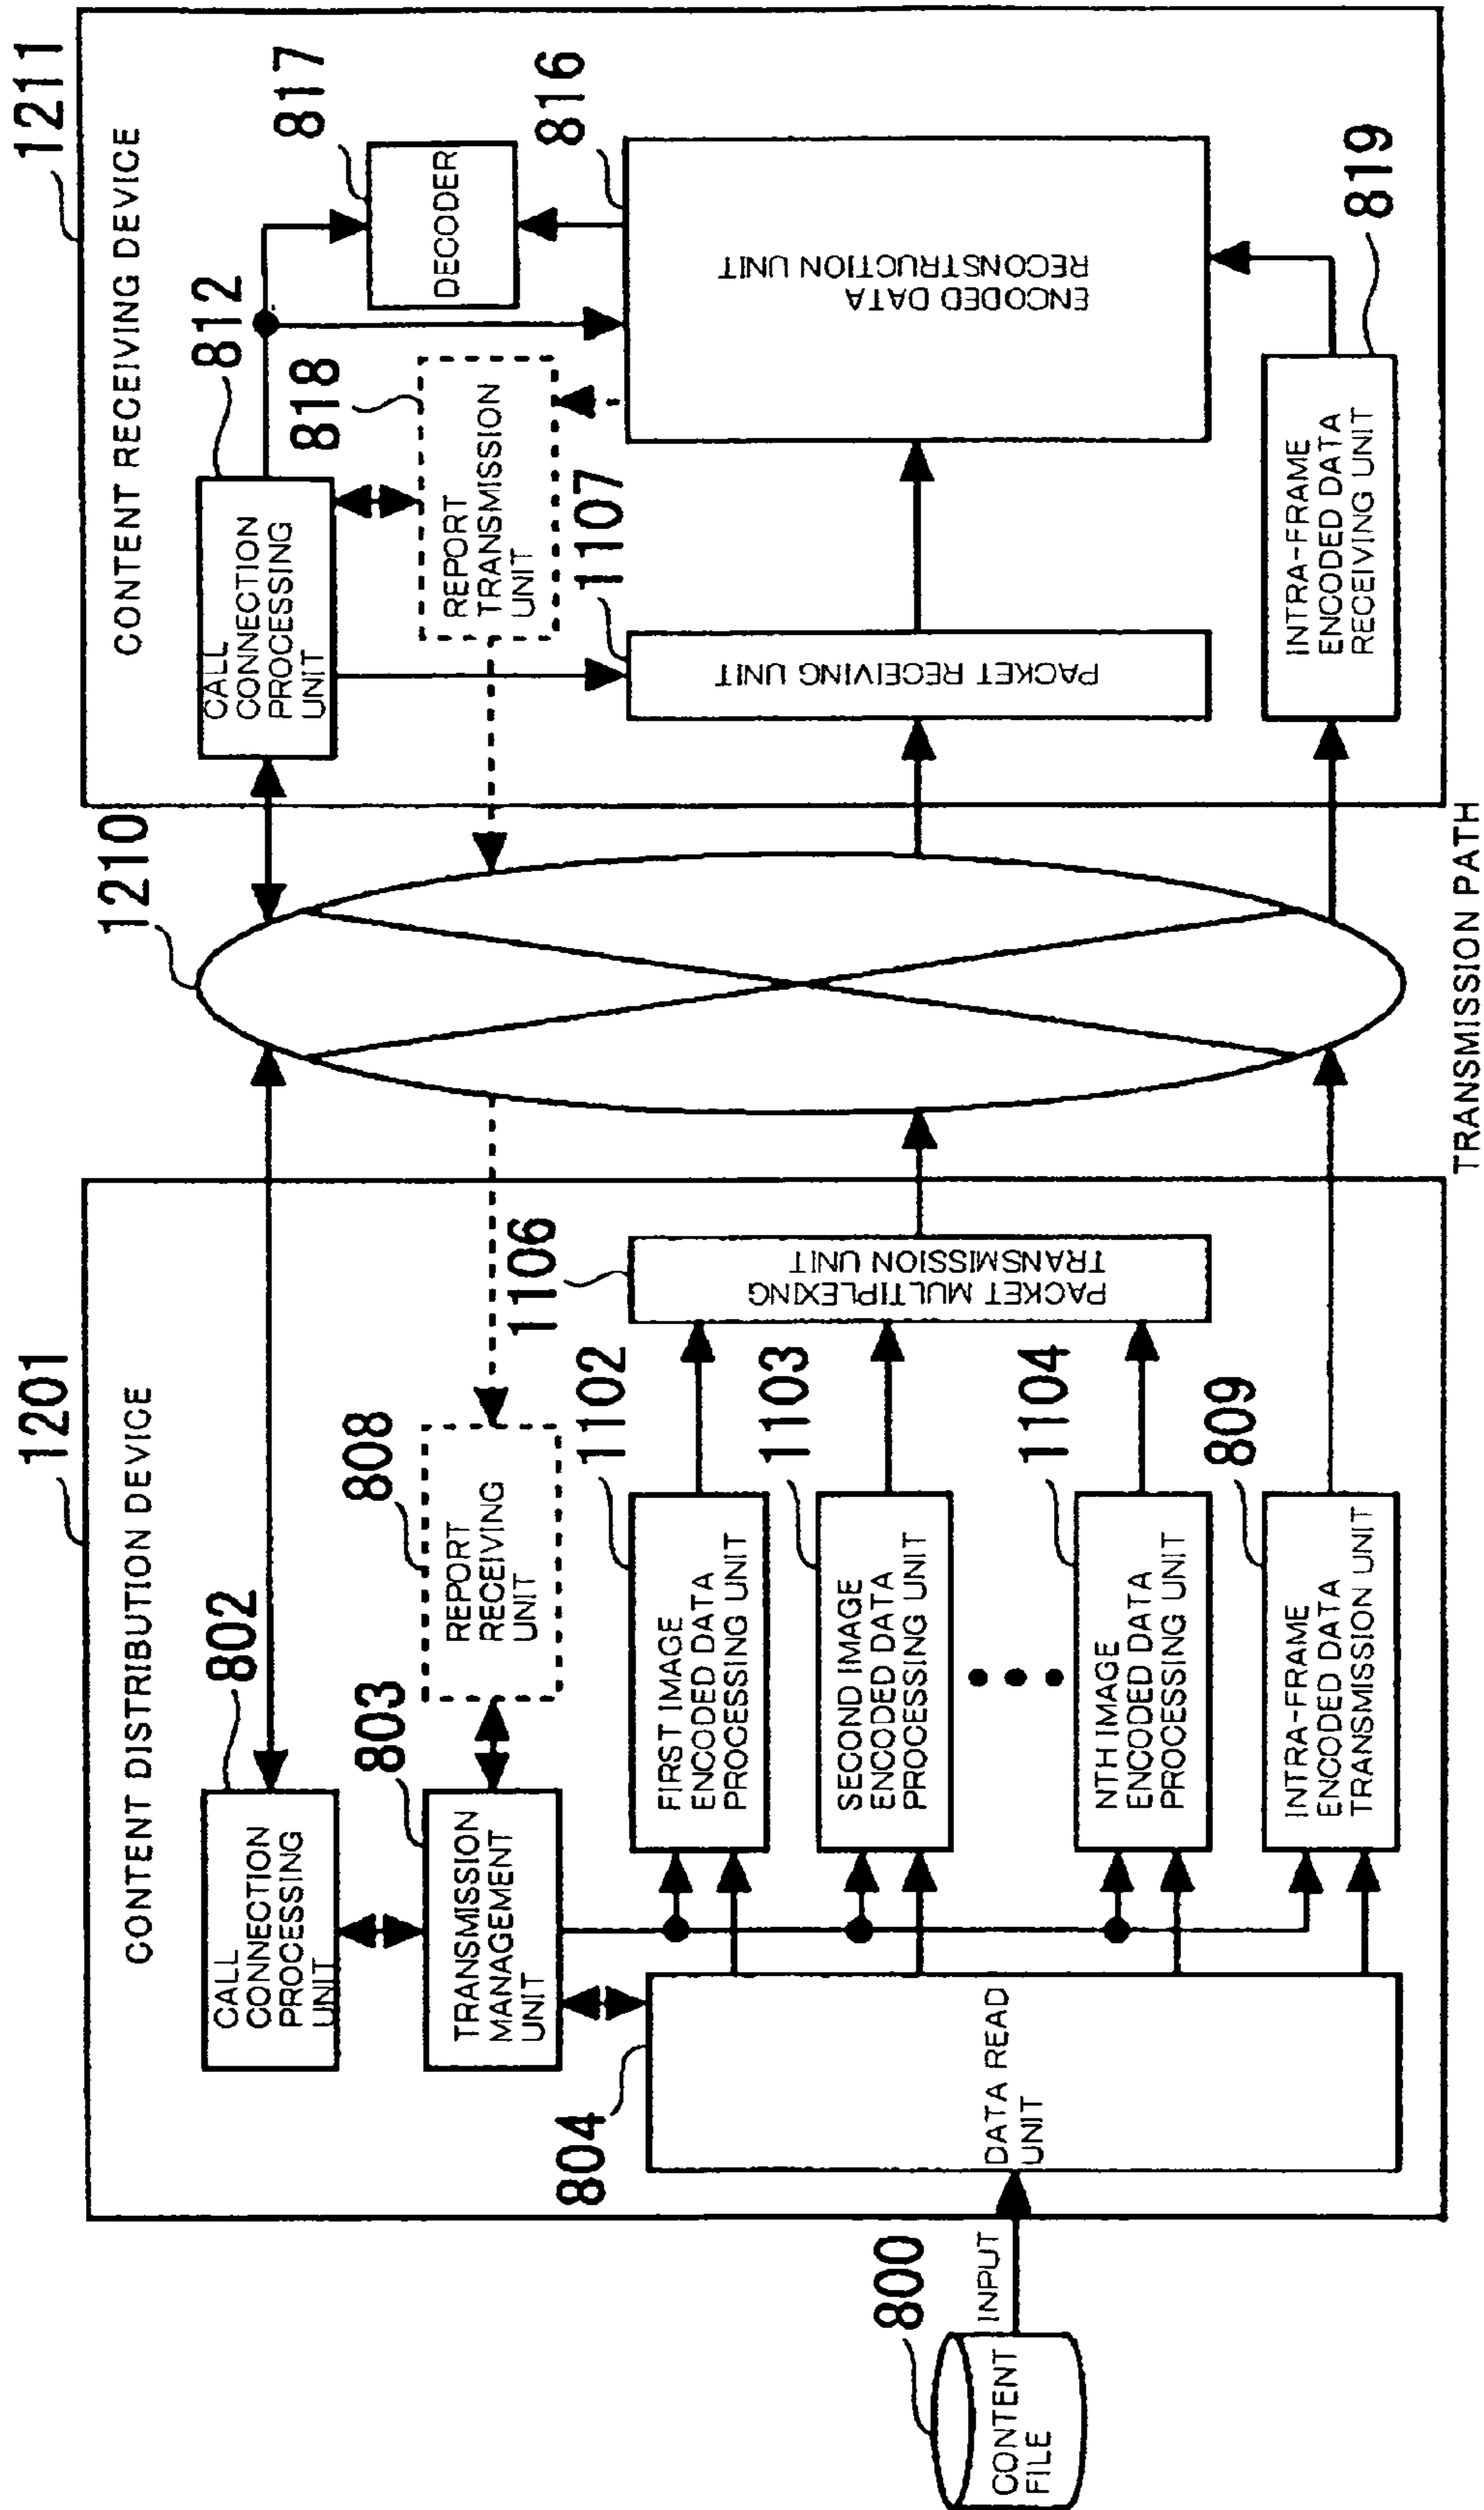 1201
CONTENT DISTRIBUTION DEVICE
802
CALL
CONNECTION
PROCESSING
UNIT
803
TRANSMISSION
MANAGEMENT
UNIT
808
REPORT
RECEIVING
UNIT
804
DATA READ
UNIT
800
CONTENT
FILE
INPUT
1102
FIRST IMAGE
ENCODED DATA
PROCESSING UNIT
1103
SECOND IMAGE
ENCODED DATA
PROCESSING UNIT
1104
NTH IMAGE
ENCODED DATA
PROCESSING UNIT
809
INTRA-FRAME
ENCODED DATA
TRANSMISSION UNIT
1106
PACKET MULTIPLEXING
TRANSMISSION UNIT
1210
TRANSMISSION PATH
1211
CONTENT RECEIVING DEVICE
812
CALL
CONNECTION
PROCESSING
UNIT
818
REPORT
TRANSMISSION
UNIT
817
DECODER
816
ENCODED DATA
RECONSTRUCTION UNIT
1107
PACKET RECEIVING UNIT
819
INTRA-FRAME
ENCODED DATA
RECEIVING UNIT